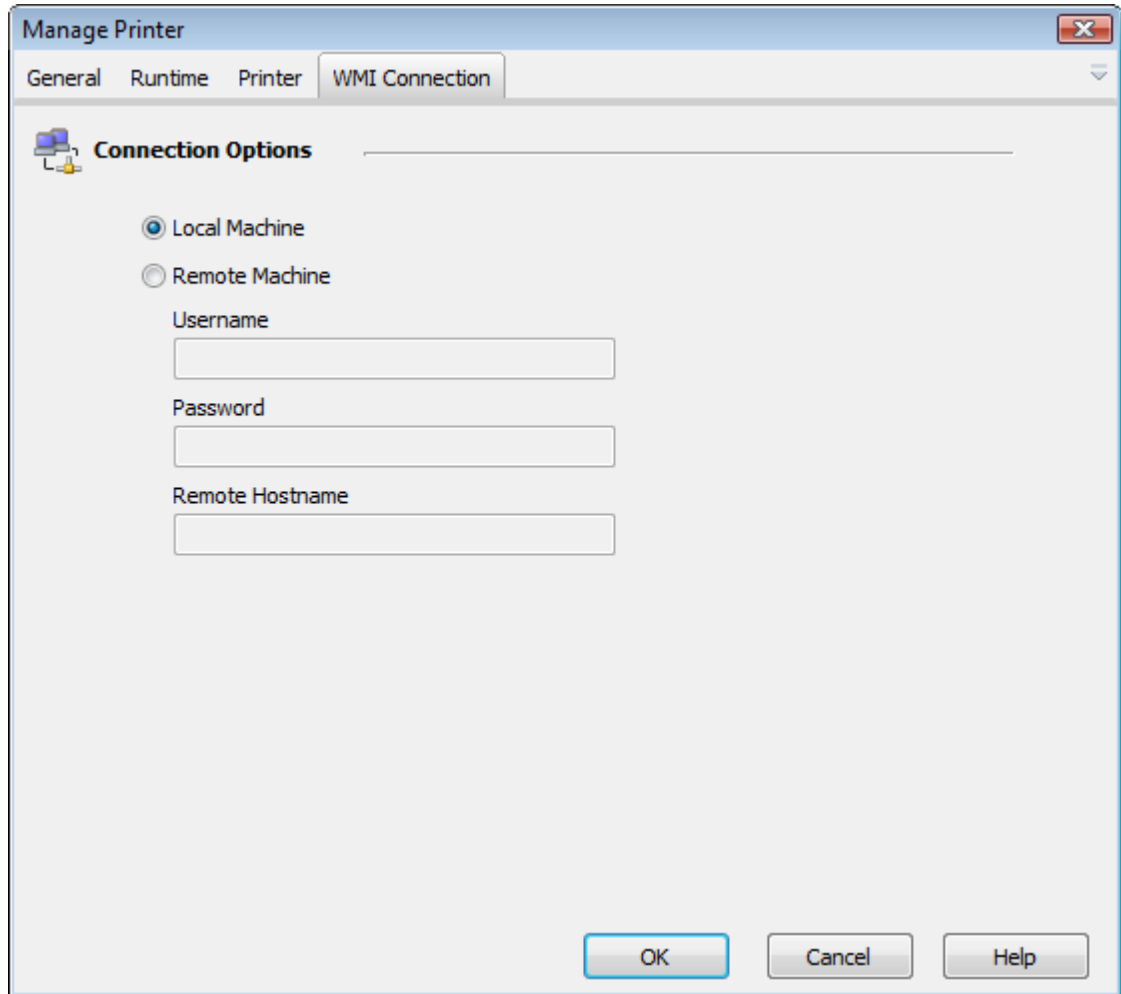 Manage Printer
General Runtime Printer WMI Connection
Connection Options
Local Machine
Remote Machine
Username
Password
Remote Hostname
OK Cancel Help